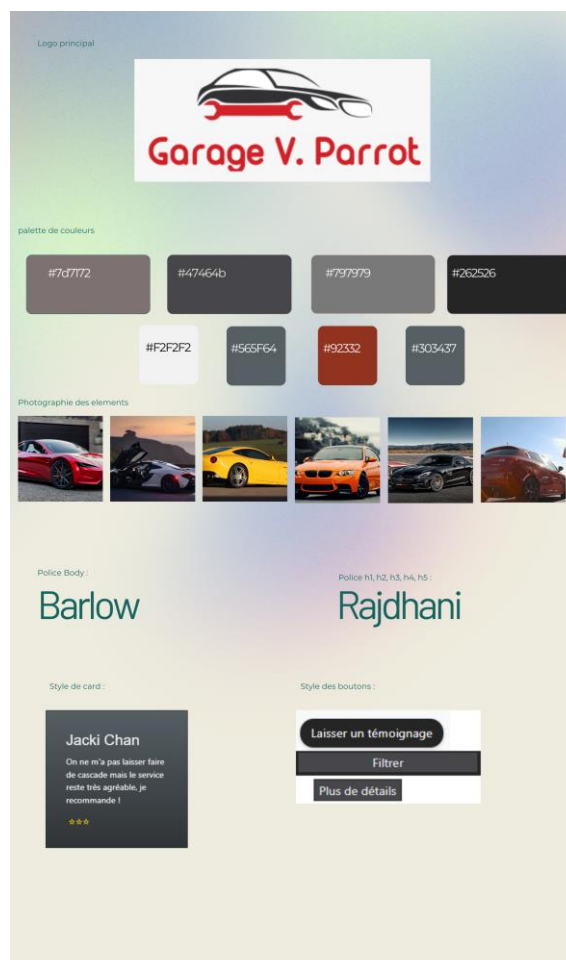 Logo principal
Garage V. Parrot
palette de couleurs
#7d7172
#47464b
#797979
#262526
#F2F2F2
#565F64
#92332
#303437
Photographie des elements
Police Body :
Police h1, h2, h3, h4, h5 :
Barlow
Rajdhani
Style de card :
Style des boutons :
Jacki Chan
On ne m'a pas laisser faire
de cascade mais le service
reste très agréable, je
recommande !
Laisser un témoignage
Filtrer
Plus de détails